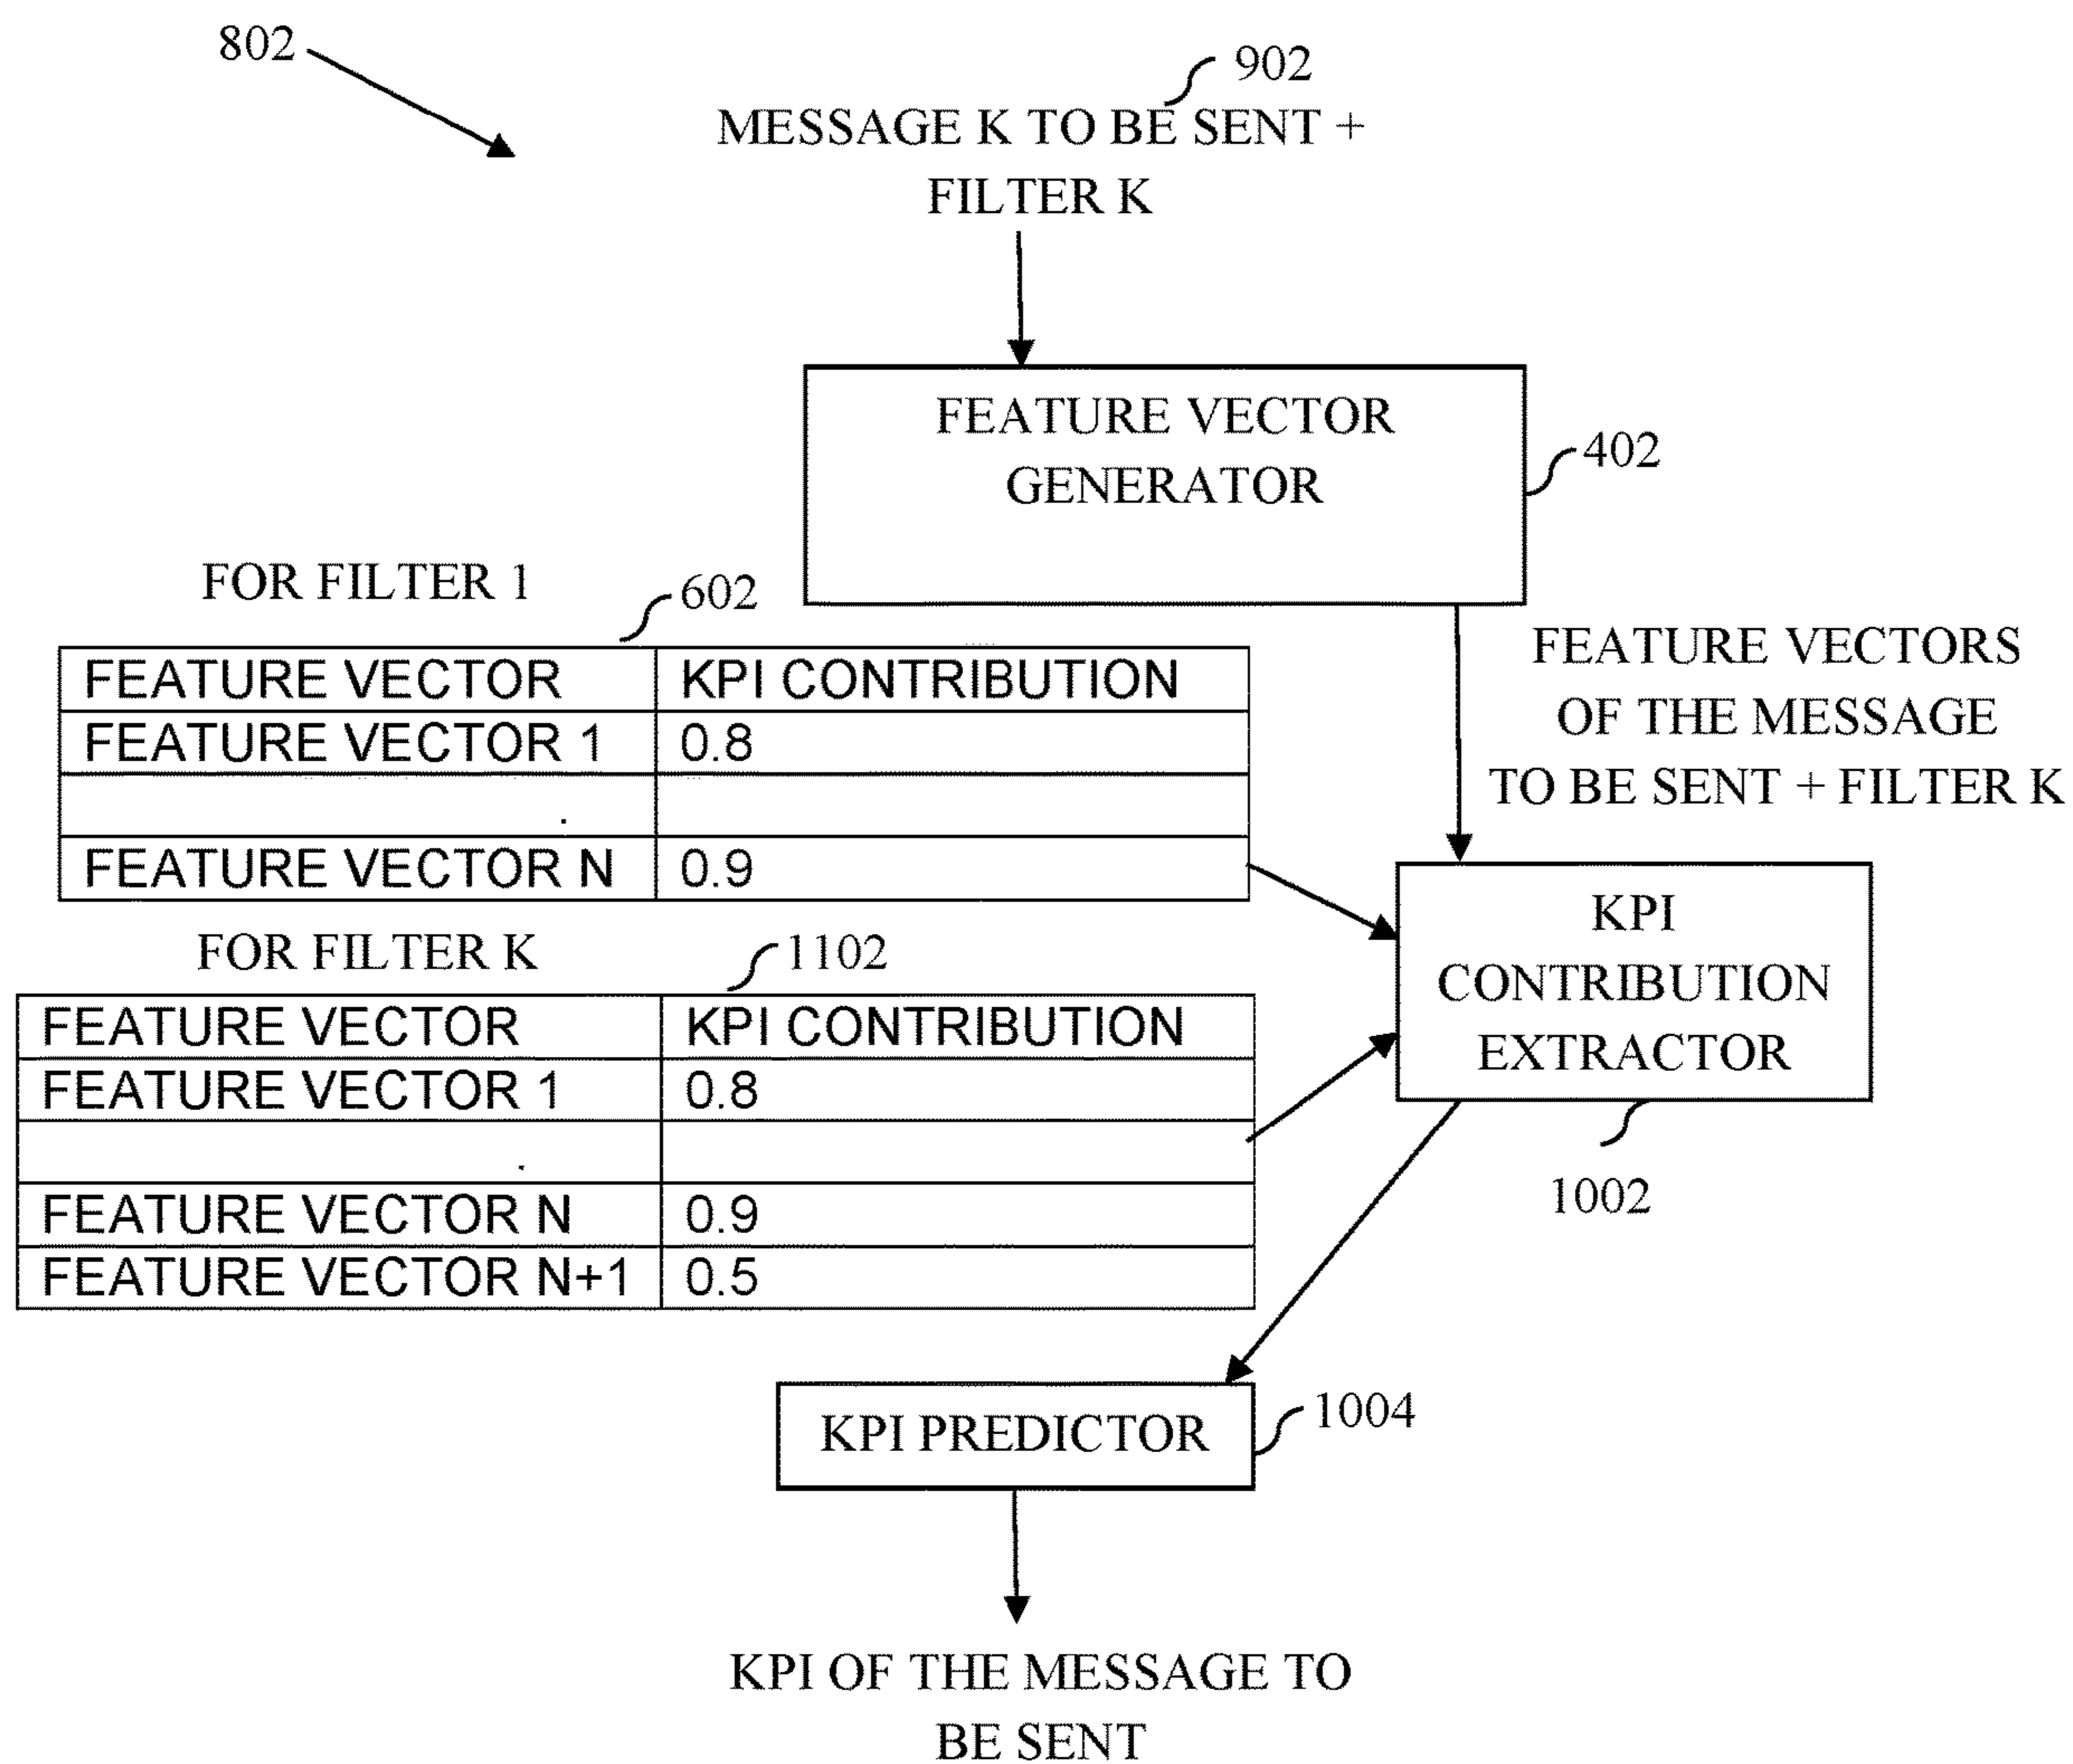 802
902
MESSAGE K TO BE SENT +
FILTER K
FEATURE VECTOR
GENERATOR
402
FOR FILTER 1
602
FEATURE VECTOR KPI CONTRIBUTION
FEATURE VECTOR 1 0.8
.
FEATURE VECTOR N 0.9
FEATURE VECTORS
OF THE MESSAGE
TO BE SENT + FILTER K
KPI
CONTRIBUTION
EXTRACTOR
1002
FOR FILTER K
1102
FEATURE VECTOR KPI CONTRIBUTION
FEATURE VECTOR 1 0.8
.
FEATURE VECTOR N 0.9
FEATURE VECTOR N+1 0.5
KPI PREDICTOR
1004
KPI OF THE MESSAGE TO
BE SENT